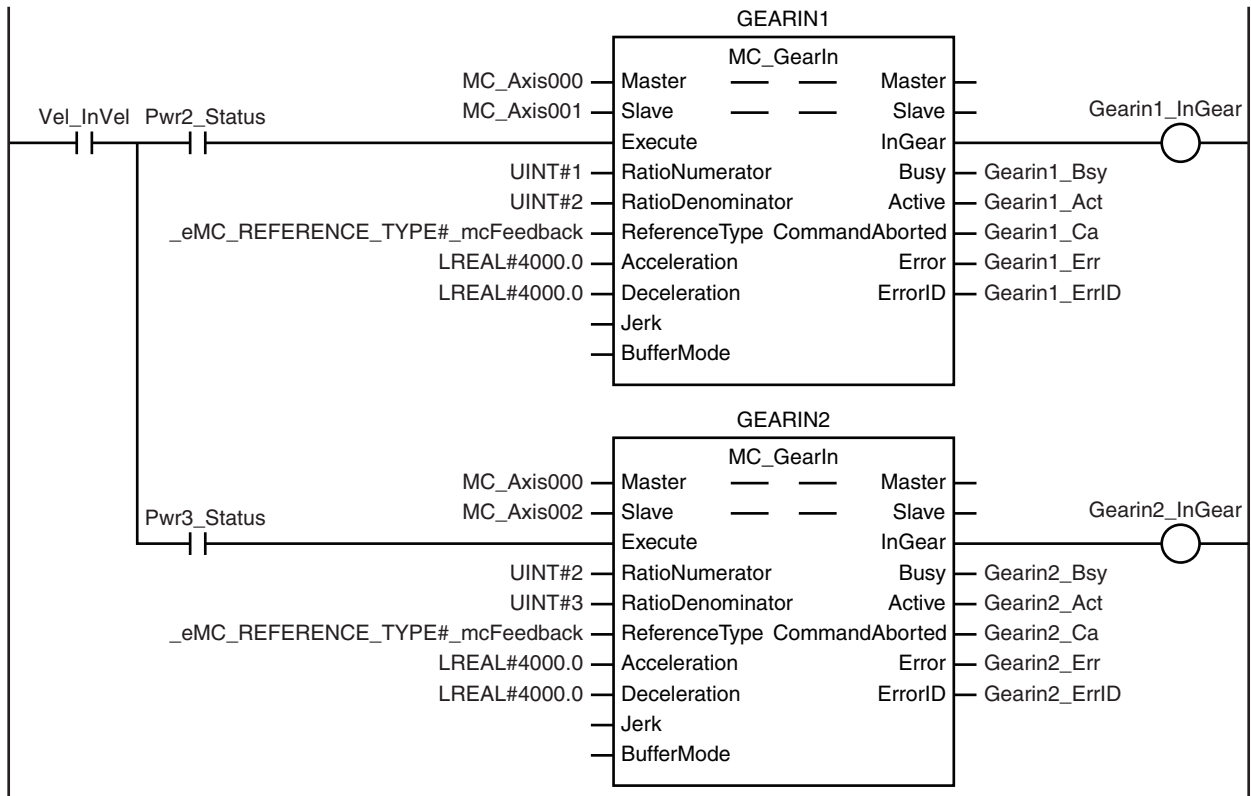 GEARIN1
MC_GearIn
MC_Axis000 Master Master
MC_Axis001 Slave Slave
Vel_InVel Pwr2_Status Gearin1_InGear
Execute InGear
UINT#1 RatioNumerator Busy Gearin1_Bsy
UINT#2 RatioDenominator Active Gearin1_Act
_eMC_REFERENCE_TYPE#_mcFeedback ReferenceType CommandAborted Gearin1_Ca
LREAL#4000.0 Acceleration Error Gearin1_Err
LREAL#4000.0 Deceleration ErrorID Gearin1_ErrID
Jerk
BufferMode
GEARIN2
MC_GearIn
MC_Axis000 Master Master
MC_Axis002 Slave Slave
Pwr3_Status Gearin2_InGear
Execute InGear
UINT#2 RatioNumerator Busy Gearin2_Bsy
UINT#3 RatioDenominator Active Gearin2_Act
_eMC_REFERENCE_TYPE#_mcFeedback ReferenceType CommandAborted Gearin2_Ca
LREAL#4000.0 Acceleration Error Gearin2_Err
LREAL#4000.0 Deceleration ErrorID Gearin2_ErrID
Jerk
BufferMode